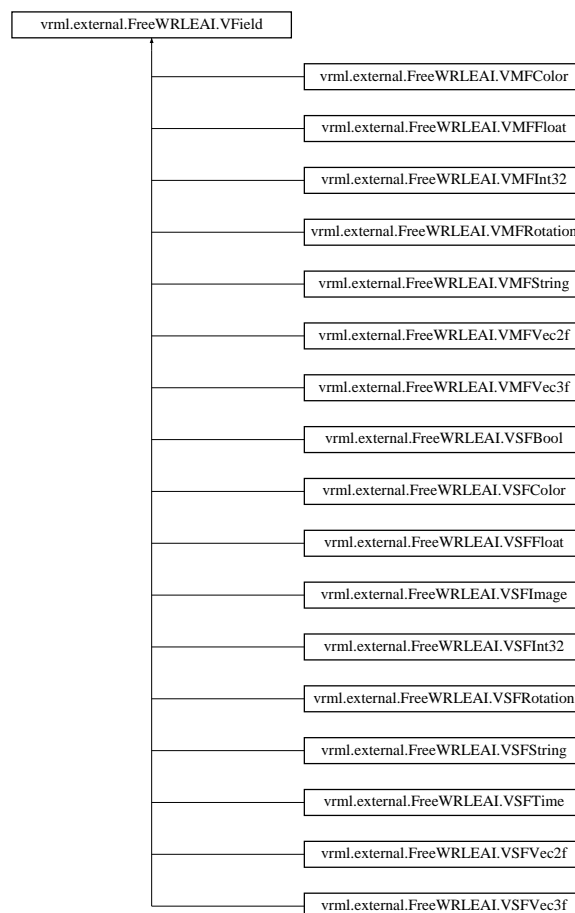 vrml.external.FreeWRLEAI.VField
vrml.external.FreeWRLEAI.VMFColor
vrml.external.FreeWRLEAI.VMFFloat
vrml.external.FreeWRLEAI.VMFInt32
vrml.external.FreeWRLEAI.VMFRotation
vrml.external.FreeWRLEAI.VMFString
vrml.external.FreeWRLEAI.VMFVec2f
vrml.external.FreeWRLEAI.VMFVec3f
vrml.external.FreeWRLEAI.VSFBool
vrml.external.FreeWRLEAI.VSFColor
vrml.external.FreeWRLEAI.VSFFloat
vrml.external.FreeWRLEAI.VSFImage
vrml.external.FreeWRLEAI.VSFInt32
vrml.external.FreeWRLEAI.VSFRotation
vrml.external.FreeWRLEAI.VSFString
vrml.external.FreeWRLEAI.VSFTime
vrml.external.FreeWRLEAI.VSFVec2f
vrml.external.FreeWRLEAI.VSFVec3f